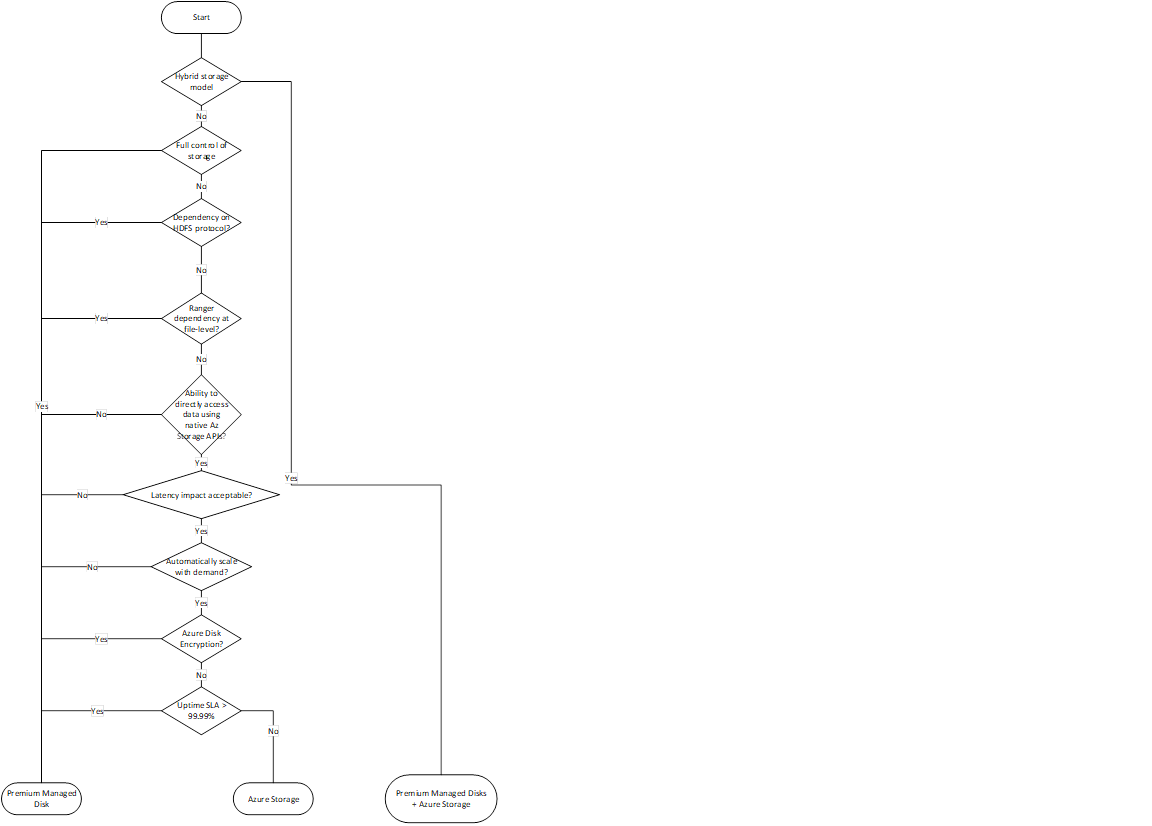 Start
Hybrid storage
model
No
Full control of
storage
No
Dependency on
HDFS protocol?
Yes
No
Ranger
dependency at
file-level?
Yes
No
Ability to
directly access
data using
native Az
Storage APIs?
Yes
No
Yes
Latency impact acceptable?
Yes
No
Yes
Automatically scale
with demand?
No
Yes
Azure Disk
Encryption?
Yes
No
Uptime SLA >
99.99%
Yes
No
Premium Managed
Disk
Azure Storage
Premium Managed Disks
+ Azure Storage